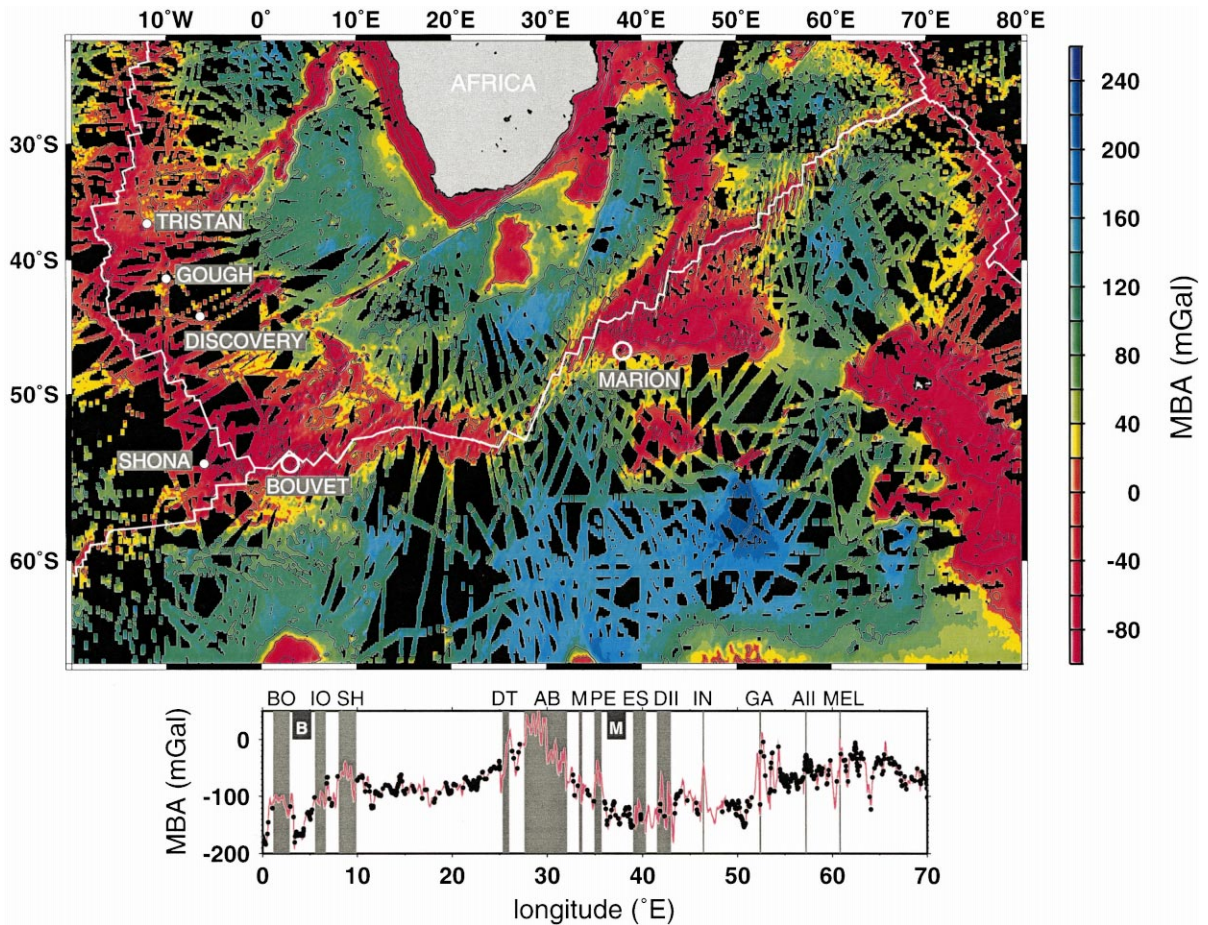 10°W 0° 10°E 20°E 30°E 40°E 50°E 60°E 70°E 80°E
AFRICA
30°S
40°S
50°S
60°S
TRISTAN
GOUGH
DISCOVERY
MARION
SHONA
BOUVET
240
200
160
120
80
40
0
-40
-80
MBA (mGal)
BO IO SH DT AB M PE ES DII IN GA AII MEL
B M
0
-100
-200
MBA (mGal)
0 10 20 30 40 50 60 70
longitude (°E)